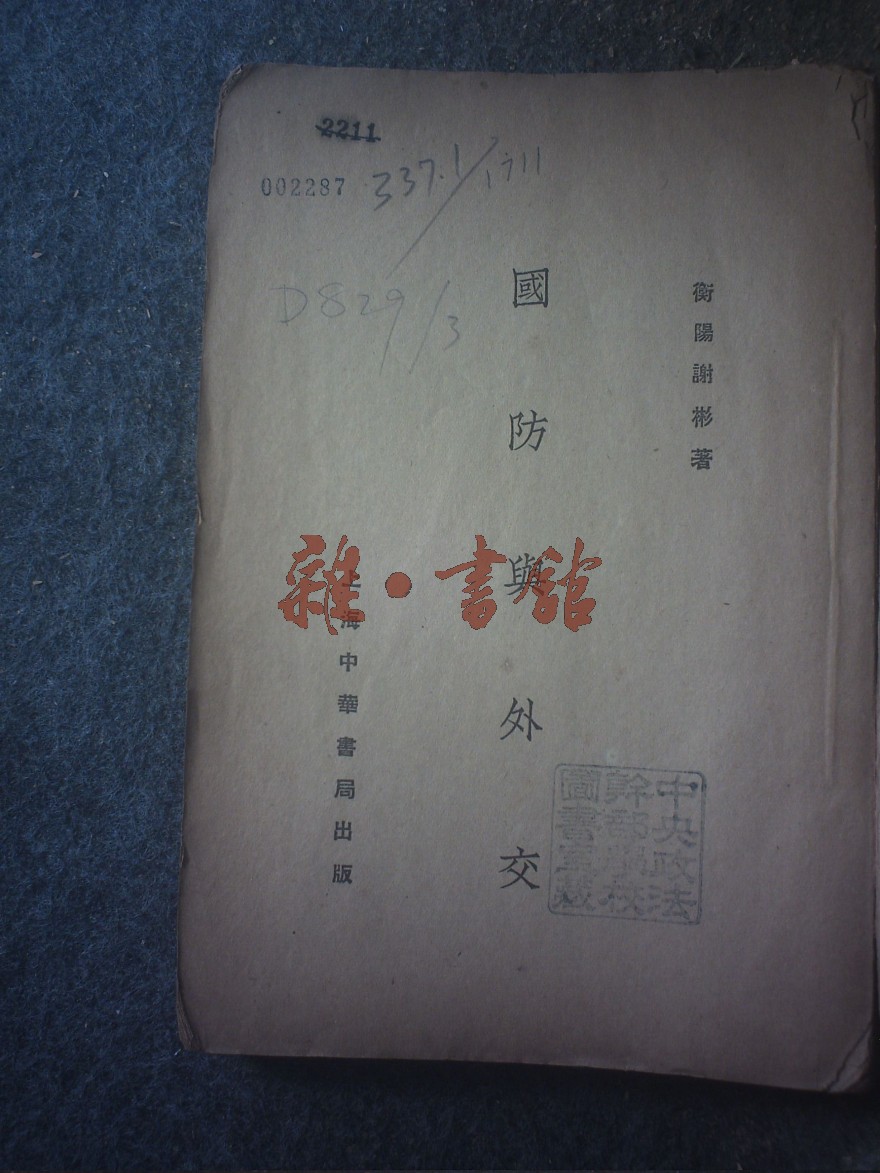 2211
002287
337.1/1711
D829/3
衡陽謝彬著
國防與外交
上海中華書局出版
雜·書館
中央政法
幹部學校
圖書室藏